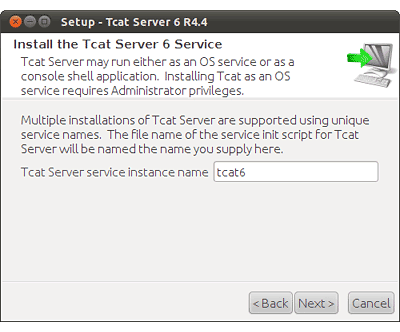 Setup - Tcat Server 6 R4.4
Install the Tcat Server 6 Service
Tcat Server may run either as an OS service or as a
console shell application.  Installing Tcat as an OS
service requires Administrator privileges.
Multiple installations of Tcat Server are supported using unique
service names.  The file name of the service init script for Tcat
Server will be named the name you supply here.
Tcat Server service instance name tcat6
< Back Next > Cancel